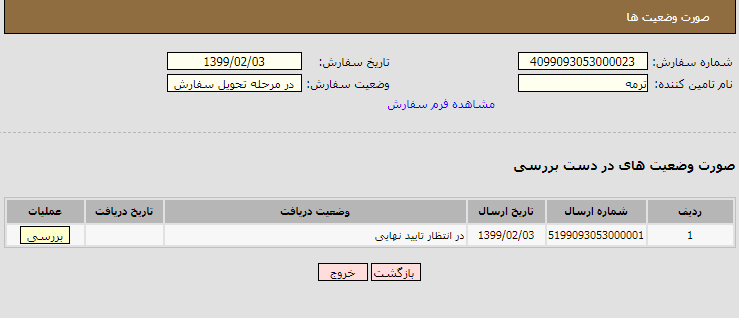 صورت وضعیت ها
شماره سفارش: 4099093053000023 تاریخ سفارش: 1399/02/03
نام تامین کننده: نرمه وضعیت سفارش: در مرحله تحویل سفارش
مشاهده فرم سفارش
صورت وضعیت های در دست بررسی
ردیف شماره ارسال تاریخ ارسال وضعیت دریافت تاریخ دریافت عملیات
1 5199093053000001 1399/02/03 در انتظار تایید نهایی بررسی
بازگشت خروج